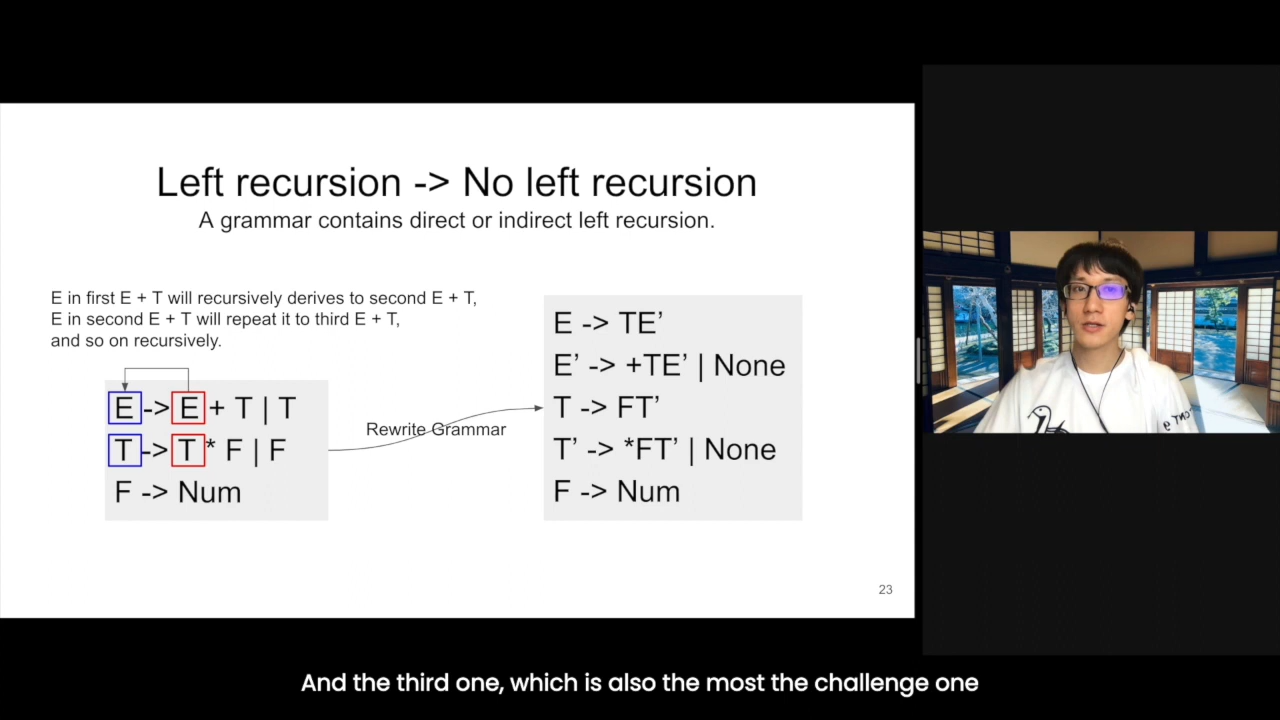 Left recursion -> No left recursion
A grammar contains direct or indirect left recursion.
E in first E + T will recursively derives to second E + T,
E in second E + T will repeat it to third E + T,
and so on recursively.
E -> E + T | T
T -> T * F | F
F -> Num
Rewrite Grammar
E -> TE’
E’ -> +TE’ | None
T -> FT’
T’ -> *FT’ | None
F -> Num
23
And the third one, which is also the most the challenge one